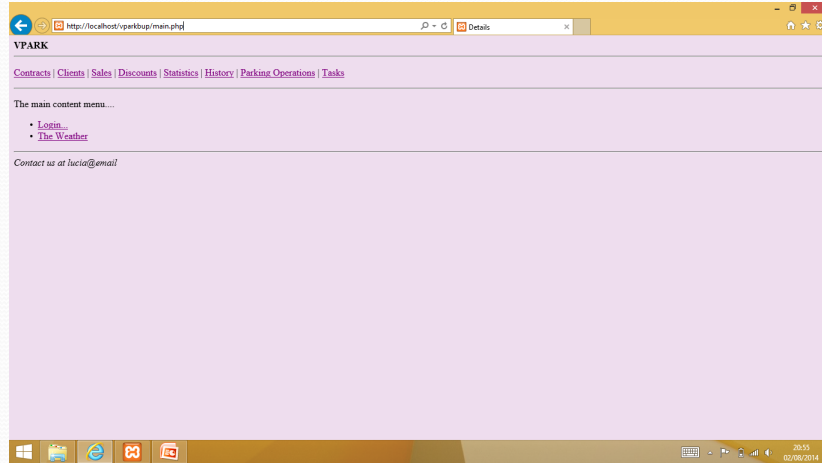 http://localhost/vparkbup/main.php
Details
VPARK
Contracts | Clients | Sales | Discounts | Statistics | History | Parking Operations | Tasks
The main content menu....
• Login...
• The Weather
Contact us at lucia@email
20:55
02/08/2014